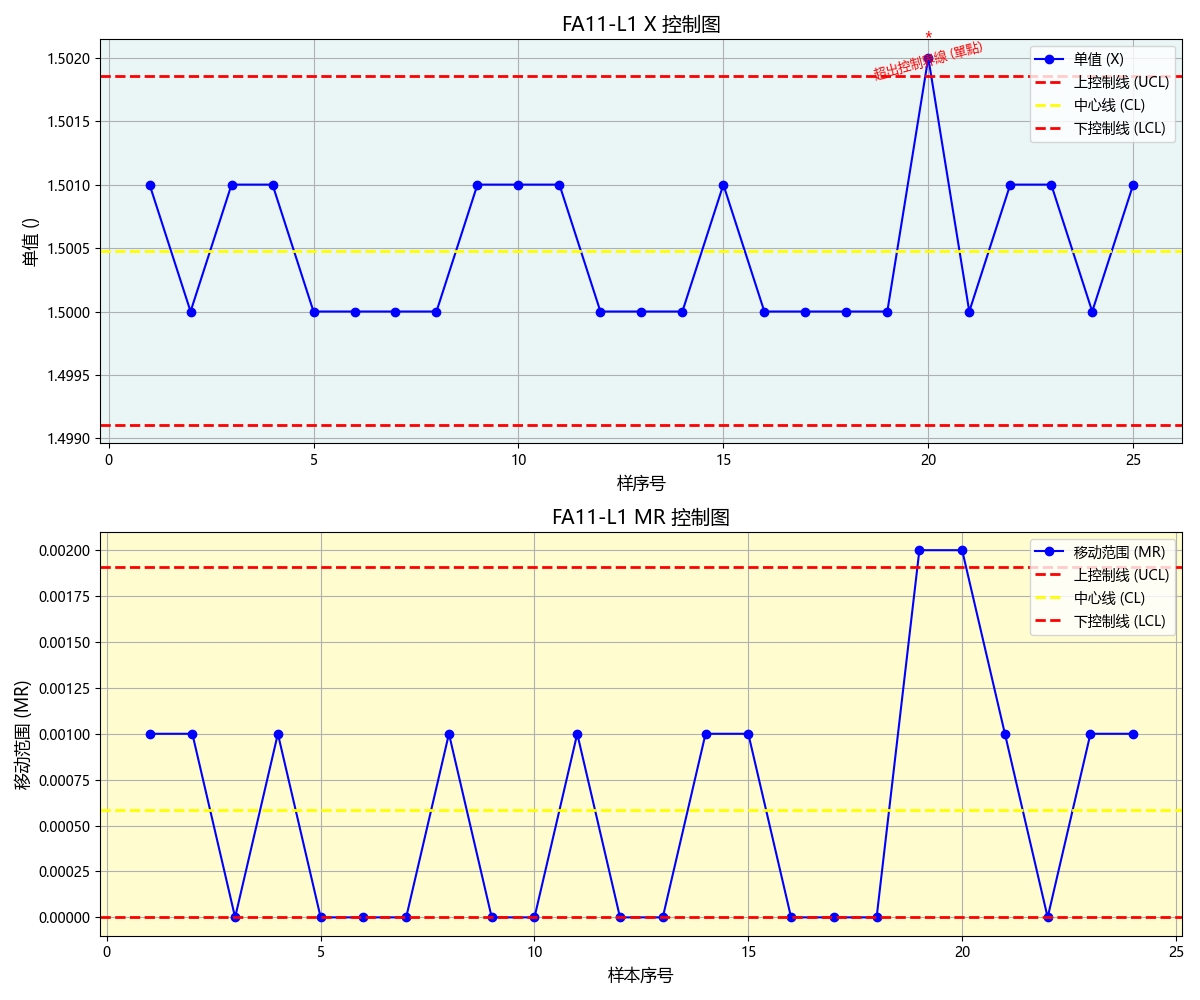 FA11-L1 X 控制图
*
超出控制界線 (單點)
单值 (X)
上控制线 (UCL)
中心线 (CL)
下控制线 (LCL)
1.5020
1.5015
1.5010
1.5005
1.5000
1.4995
1.4990
单值 ()
0 5 10 15 20 25
样序号
FA11-L1 MR 控制图
移动范围 (MR)
上控制线 (UCL)
中心线 (CL)
下控制线 (LCL)
0.00200
0.00175
0.00150
0.00125
0.00100
0.00075
0.00050
0.00025
0.00000
移动范围 (MR)
0 5 10 15 20 25
样本序号